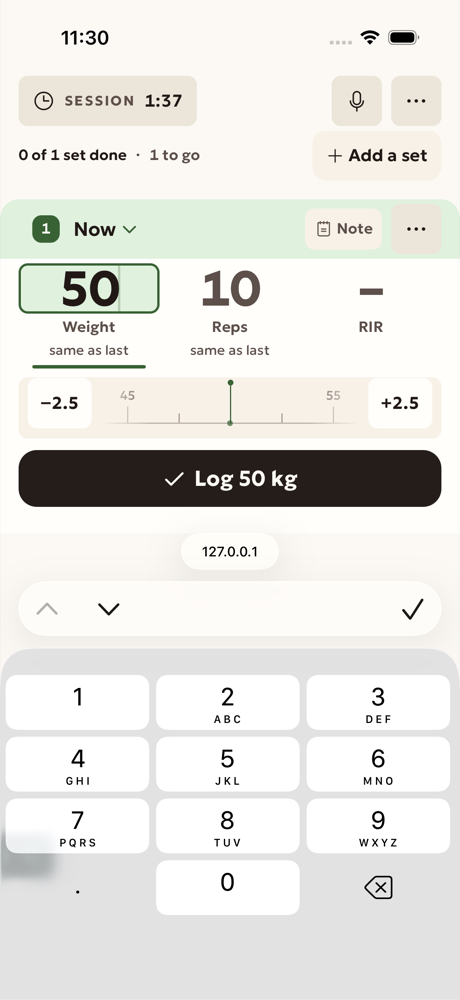 11:30
SESSION 1:37
0 of 1 set done · 1 to go
+ Add a set
1 Now
Note
50 10 –
Weight Reps RIR
same as last same as last
−2.5 45 55 +2.5
Log 50 kg
127.0.0.1
1 2 3
ABC DEF
4 5 6
GHI JKL MNO
7 8 9
PQRS TUV WXYZ
. 0